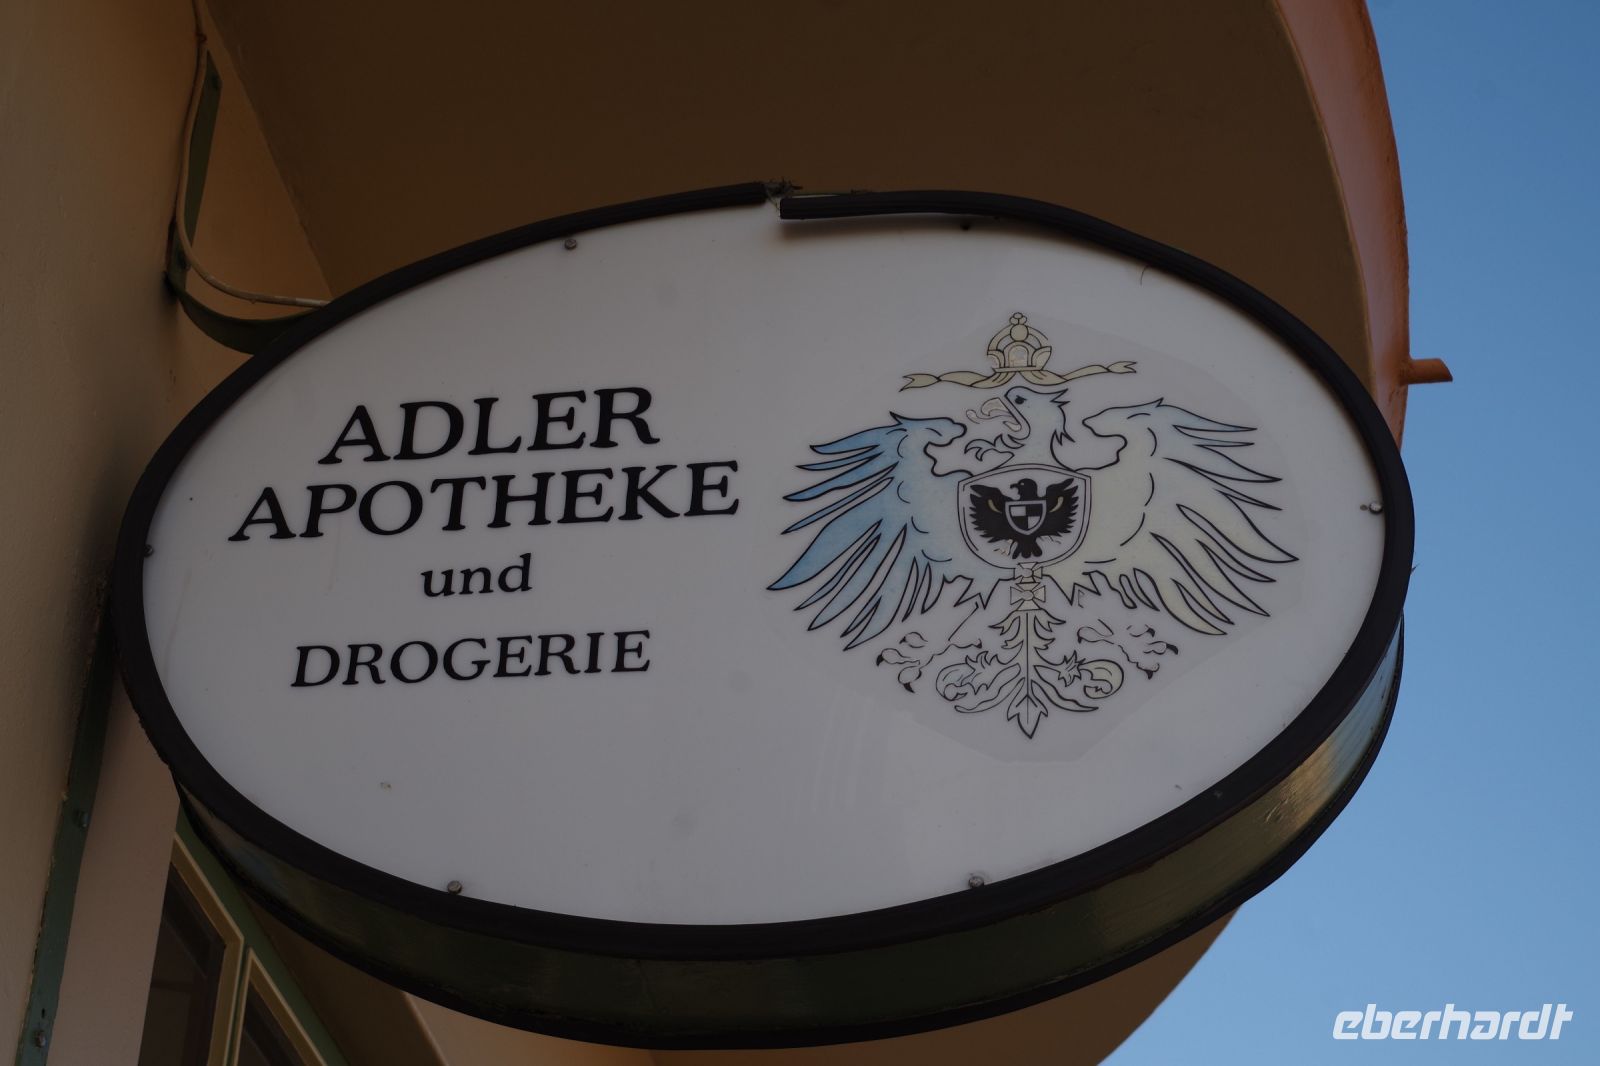 ADLER
APOTHEKE
und
DROGERIE
eberhardt